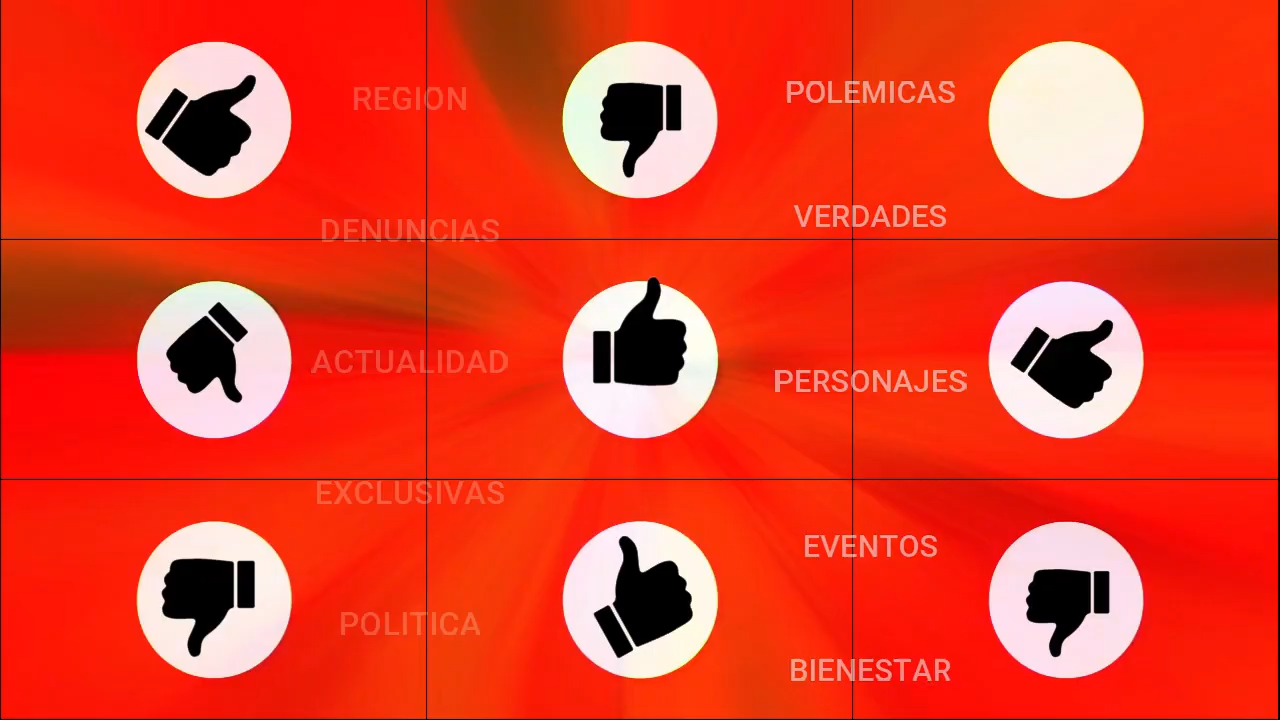 REGION
DENUNCIAS
ACTUALIDAD
EXCLUSIVAS
POLITICA
POLEMICAS
VERDADES
PERSONAJES
EVENTOS
BIENESTAR